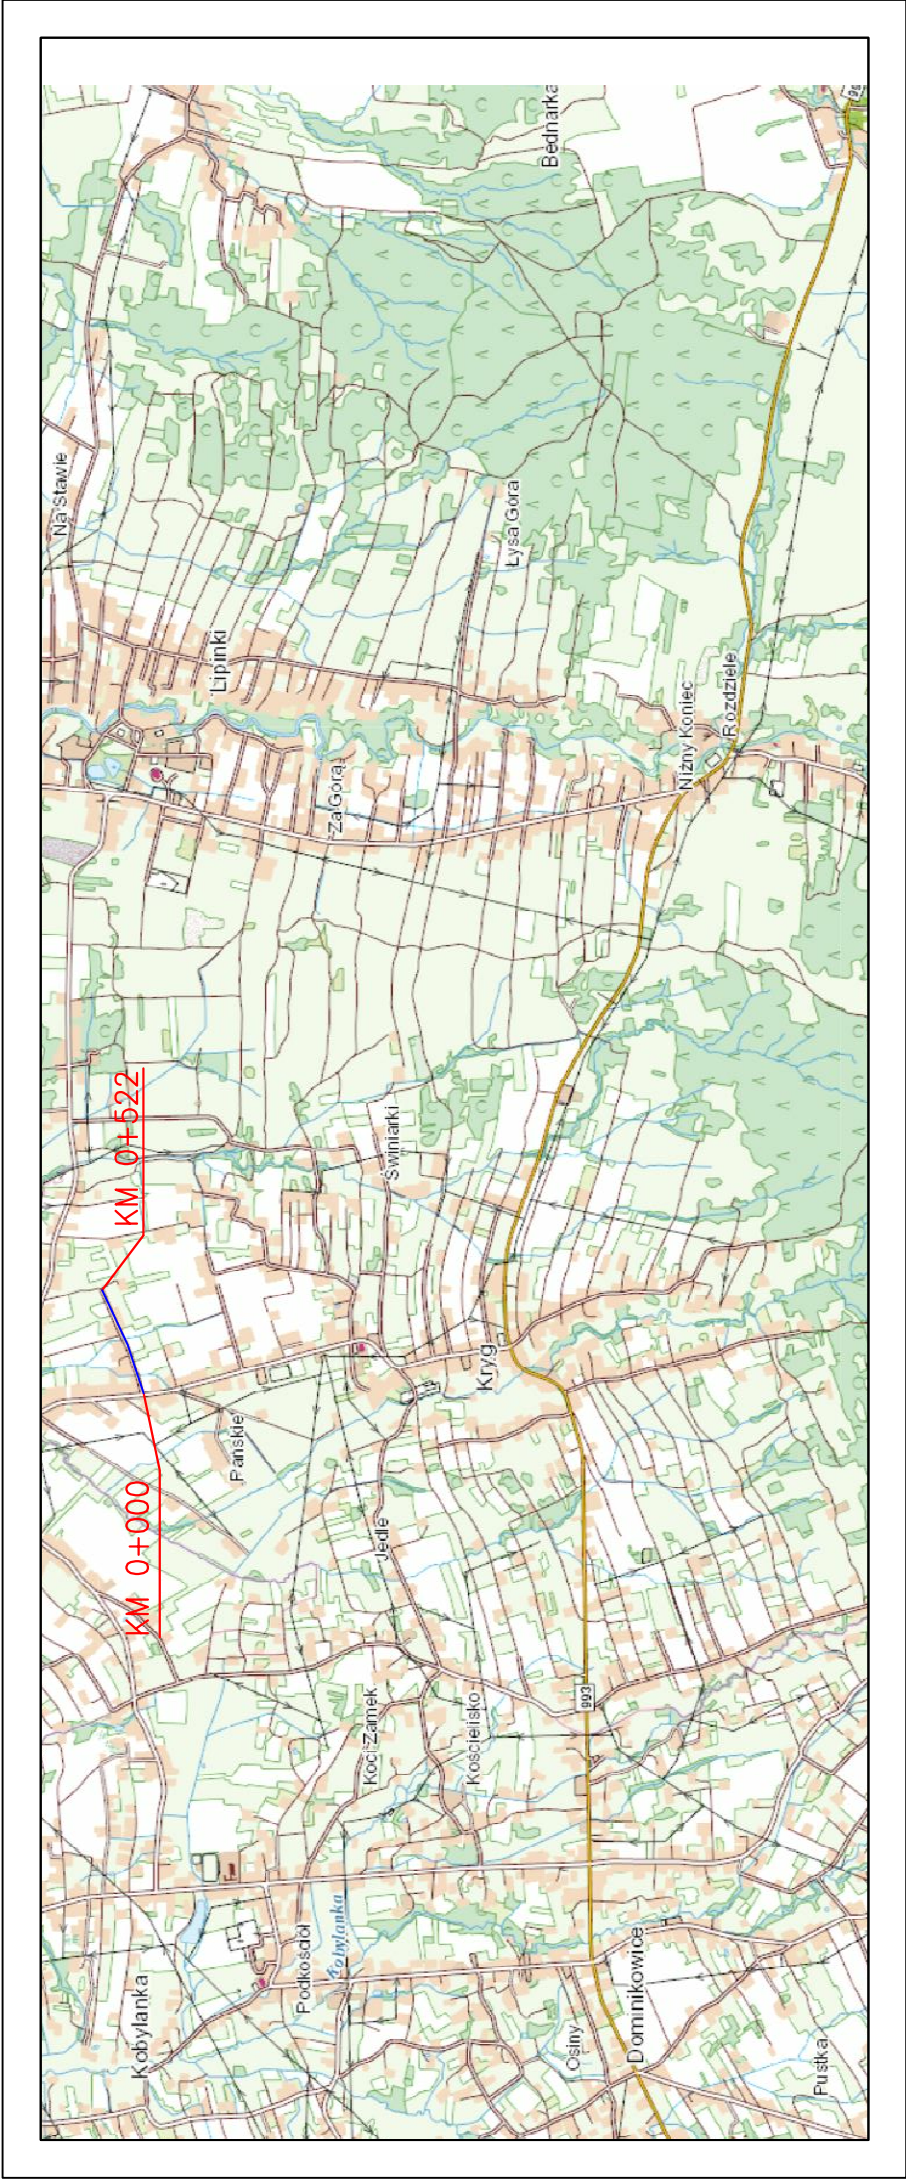 Kobylanka
KM 0+000
KM 0+522
Na Stawie
Pańskie
Lipinki
Podkościół
Kobylanka
Koci Zamek
Jedle
Świniarki
Za Górą
Kościelisko
Kryg
Łysa Góra
Bednarka
Osiny
993
Dominikowice
Niżny Koniec
Rozdziele
Pustka